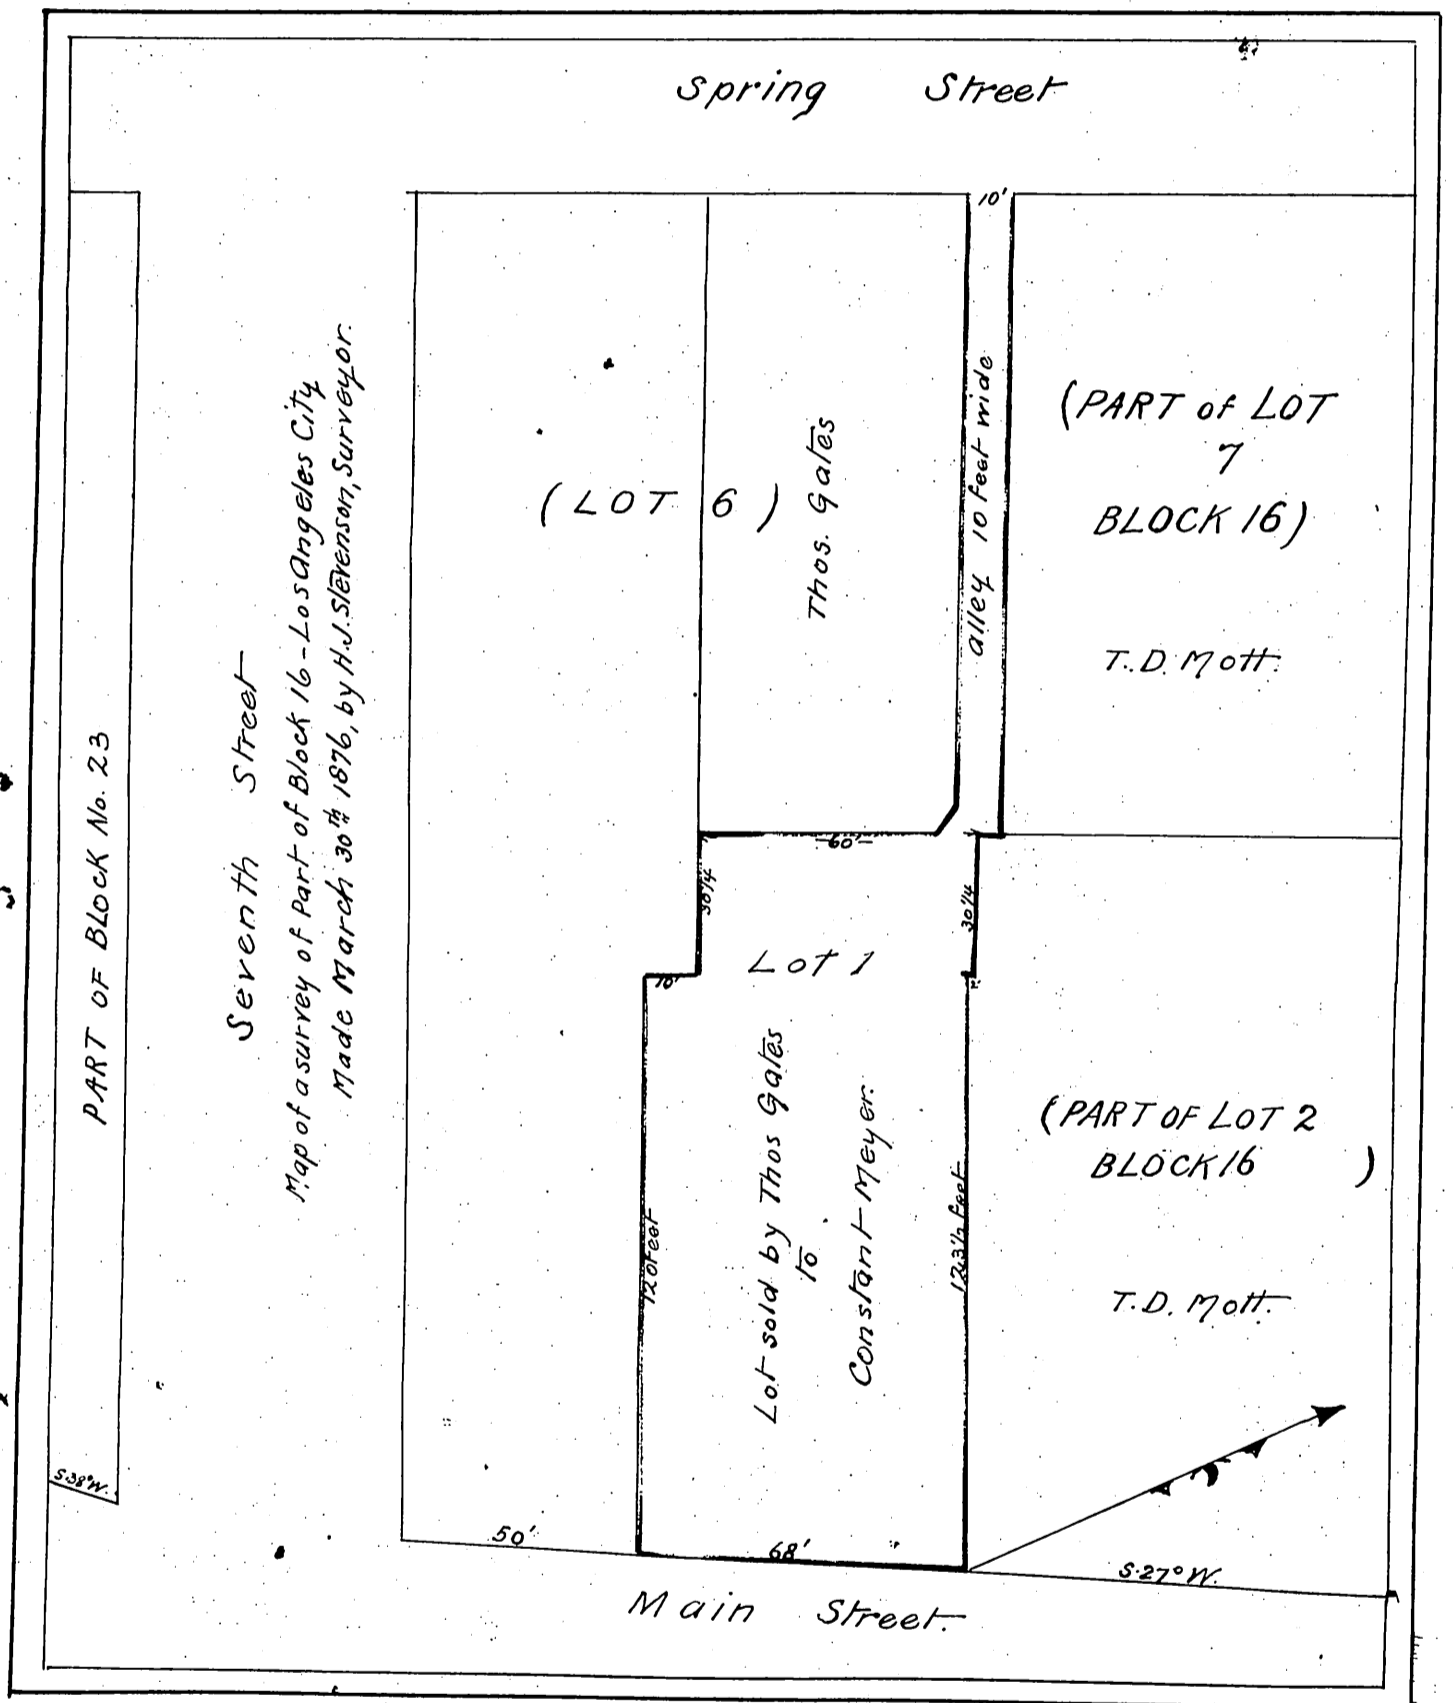 Spring Street
10'
PART OF BLOCK No. 23
Seventh Street
Map of a survey of Part of Block 16 - Los Angeles City
Made March 30th 1876, by H.J. Stevenson, Surveyor.
(LOT 6)
Thos. Gates
alley 10 feet wide
(PART of LOT
7
BLOCK 16)
T.D. Mott.
60'
30 1/4
30 1/4
10'
Lot 1
Lot sold by Thos Gates
to
Constant Meyer.
120 feet
123 1/2 feet
(PART OF LOT 2
BLOCK 16 )
T.D. Mott.
S.38°W.
50'
68'
S.27°W.
Main Street.